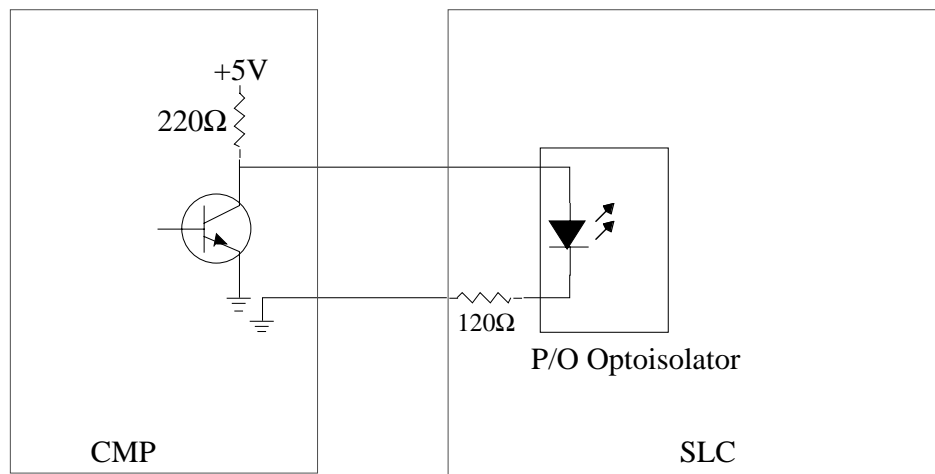 +5V
220Ω
120Ω
P/O Optoisolator
CMP
SLC